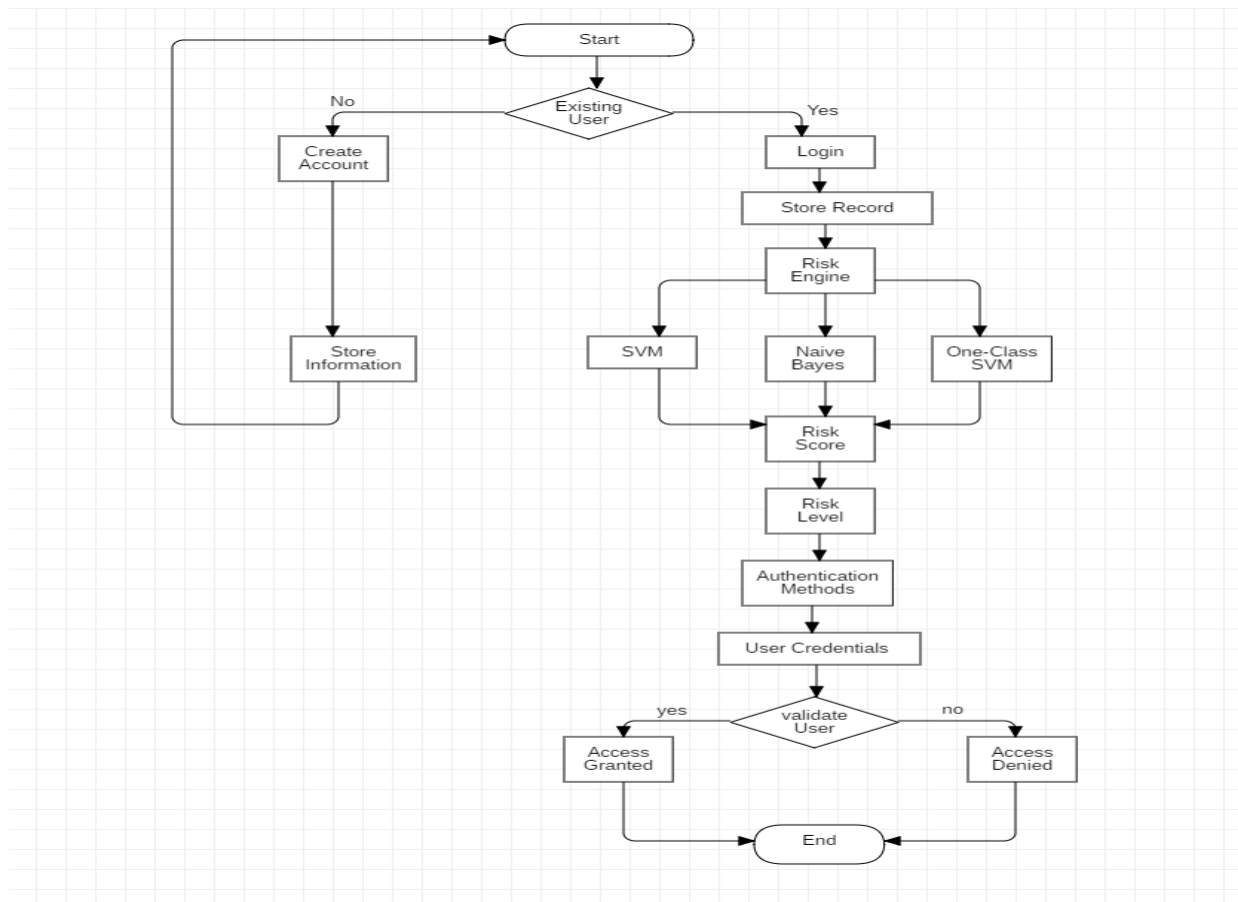 Start
Existing
User
No
Yes
Create
Account
Login
Store Record
Risk
Engine
Store
Information
SVM
Naive
Bayes
One-Class
SVM
Risk
Score
Risk
Level
Authentication
Methods
User Credentials
validate
User
yes
no
Access
Granted
Access
Denied
End